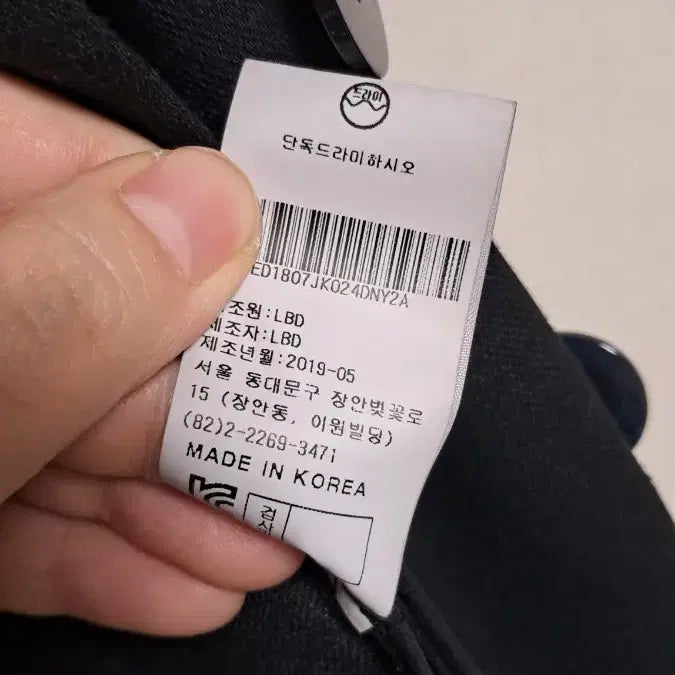 드라이
단독드라이하시오
ED1807JK024DNY2A
조원:LBD
제조자:LBD
제조년월:2019-05
서울 동대문구 장안벚꽃로
15 (장안동, 이원빌딩)
(82)2-2269-3471
MADE IN KOREA
검